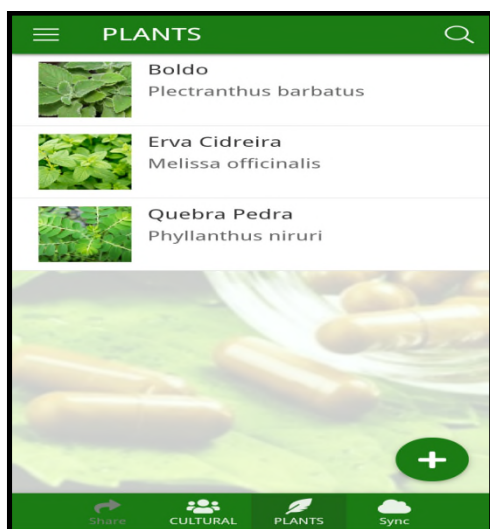 PLANTS
Boldo
Plectranthus barbatus
Erva Cidreira
Melissa officinalis
Quebra Pedra
Phyllanthus niruri
Share CULTURAL PLANTS Sync